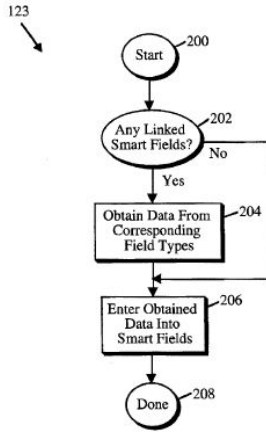 123
200
Start
202
Any Linked
Smart Fields?
No
Yes
204
Obtain Data From
Corresponding
Field Types
206
Enter Obtained
Data Into
Smart Fields
208
Done